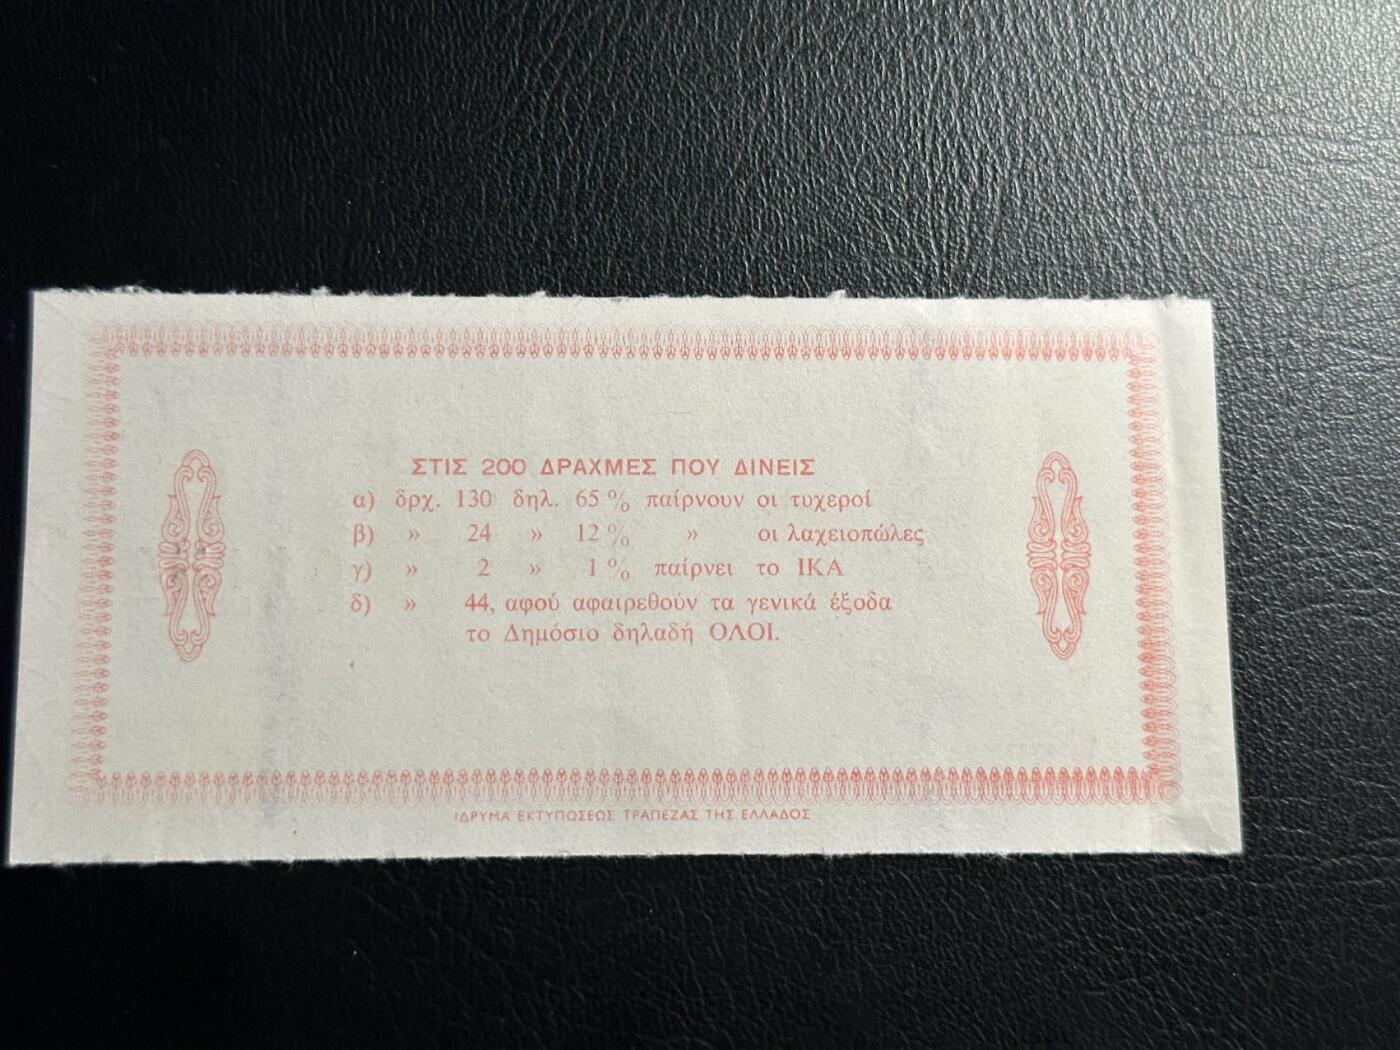 ΣΤΙΣ 200 ΔΡΑΧΜΕΣ ΠΟΥ ΔΙΝΕΙΣ
α) δρχ. 130 δηλ. 65 % παίρνουν οι τυχεροί
β) » 24 » 12 % » οι λαχειοπώλες
γ) » 2 » 1 % παίρνει το ΙΚΑ
δ) » 44, αφού αφαιρεθούν τα γενικά έξοδα
το Δημόσιο δηλαδή ΟΛΟΙ.
ΙΔΡΥΜΑ ΕΚΤΥΠΩΣΕΩΣ ΤΡΑΠΕΖΑΣ ΤΗΣ ΕΛΛΑΔΟΣ